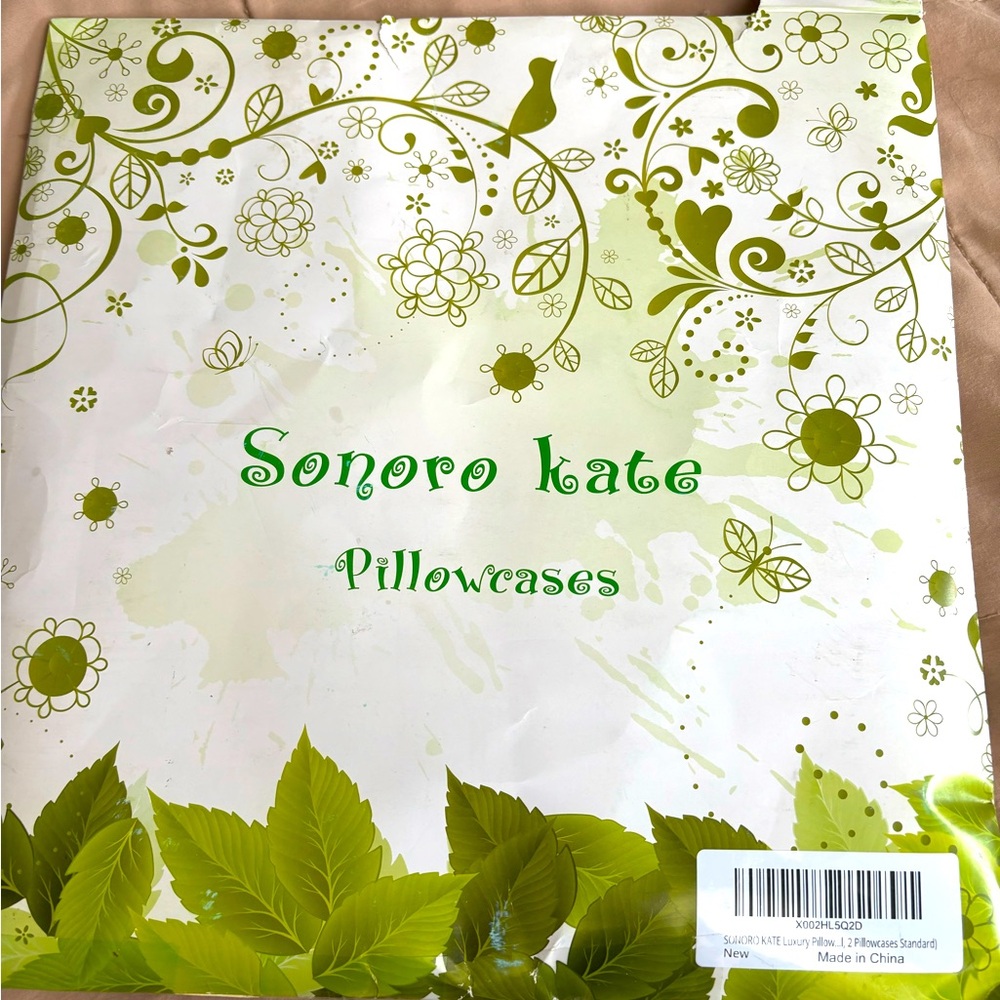 Sonoro kate
Pillowcases
X002HL5Q2D
SONORO KATE Luxury Pillow...l, 2 Pillowcases Standard)
New Made in China